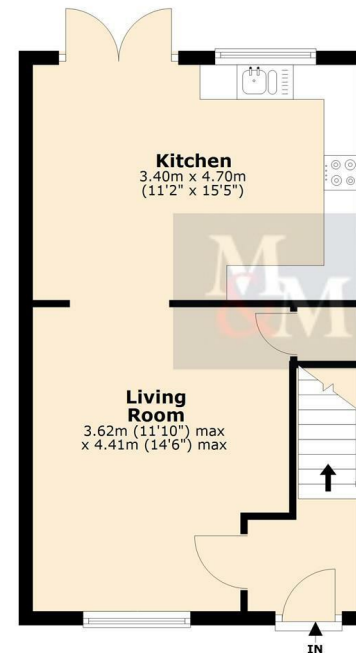 Kitchen
3.40m x 4.70m
(11'2" x 15'5")
M
&M
Living
Room
3.62m (11'10") max
x 4.41m (14'6") max
IN